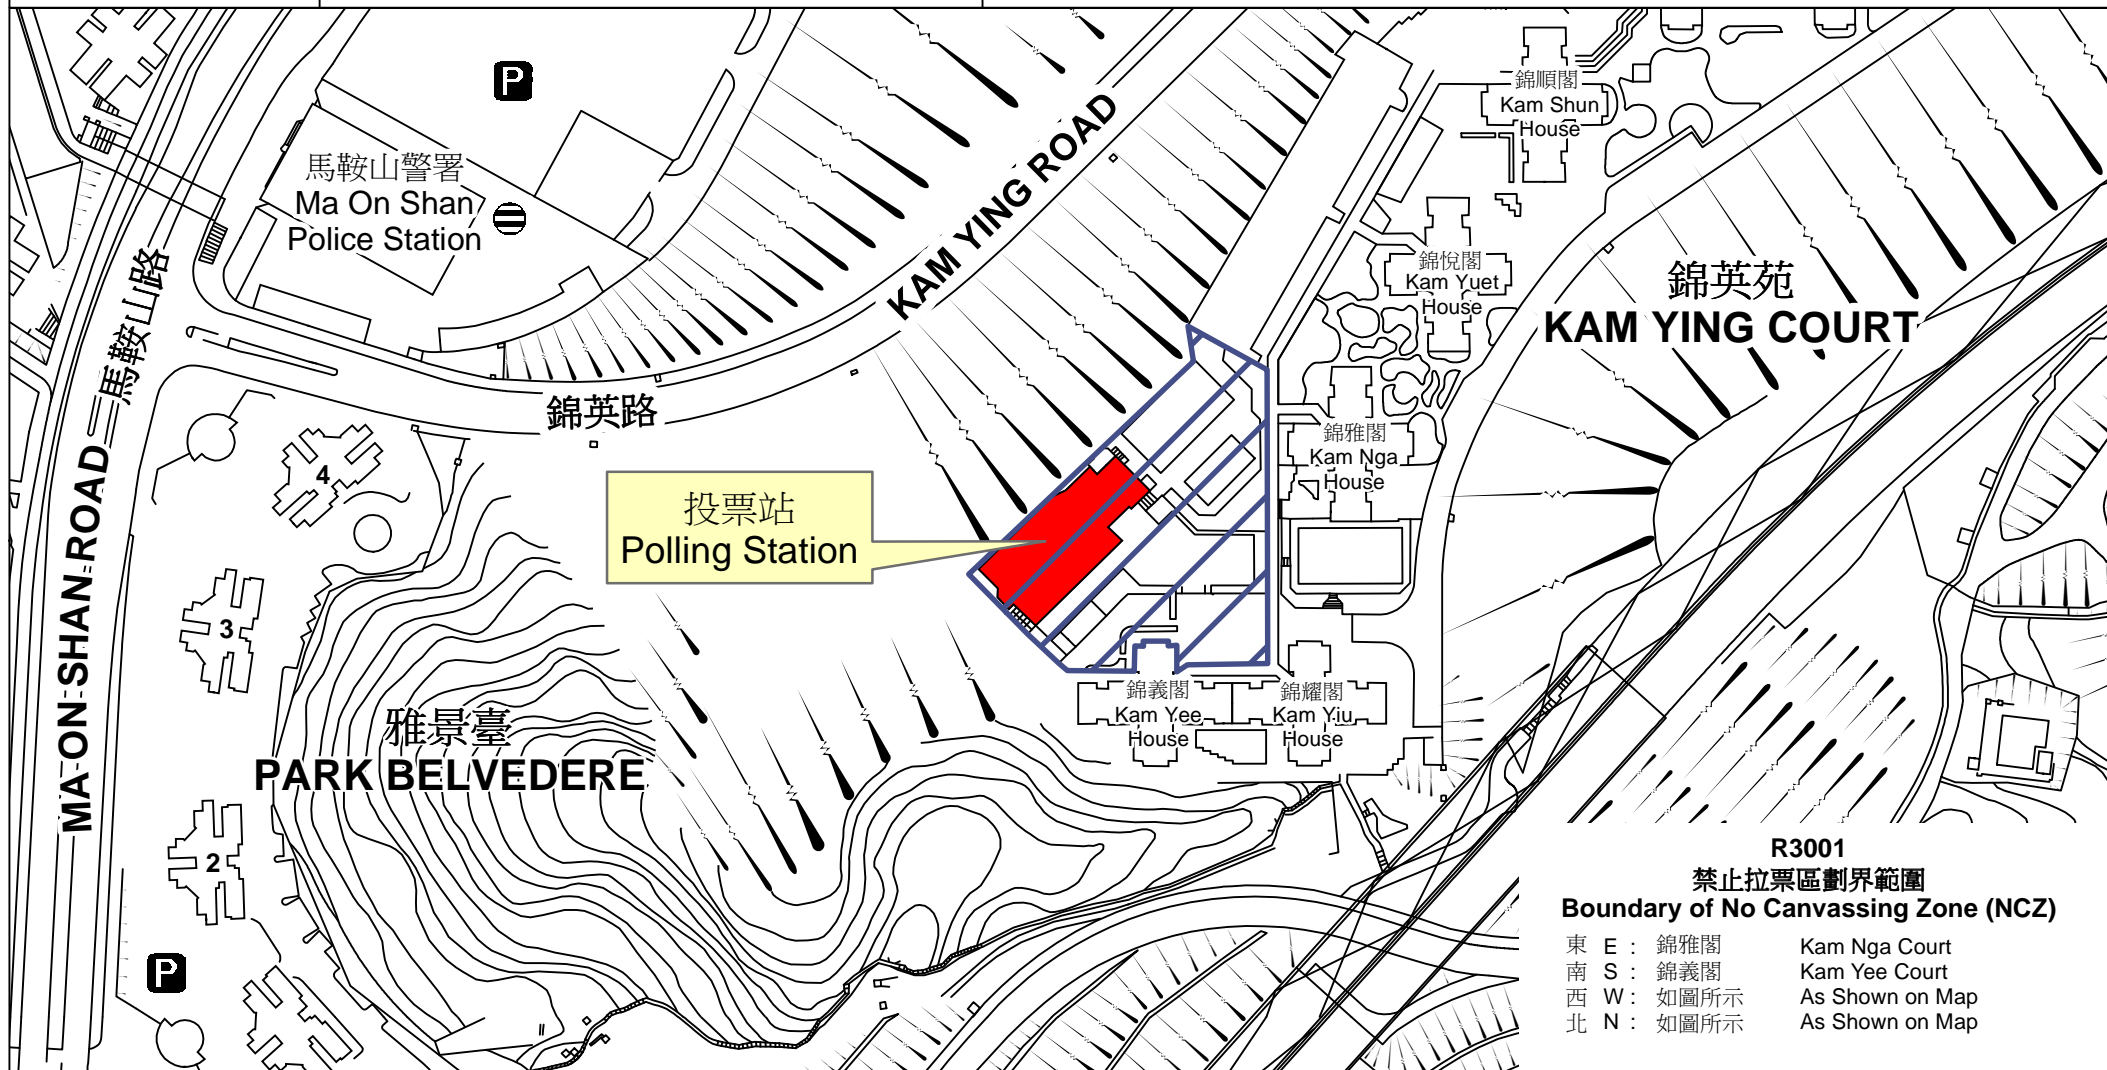 P
錦順閣
Kam Shun
House
馬鞍山警署
Ma On Shan
Police Station
KAM YING ROAD
馬鞍山路
錦悅閣
Kam Yuet
House
錦英苑
KAM YING COURT
錦英路
錦雅閣
Kam Nga
House
4
MA ON SHAN ROAD
投票站
Polling Station
3
錦義閣
Kam Yee
House
錦耀閣
Kam Yiu
House
雅景臺
PARK BELVEDERE
2
P
R3001
禁止拉票區劃界範圍
Boundary of No Canvassing Zone (NCZ)
東 E : 錦雅閣 Kam Nga Court
南 S : 錦義閣 Kam Yee Court
西 W : 如圖所示 As Shown on Map
北 N : 如圖所示 As Shown on Map